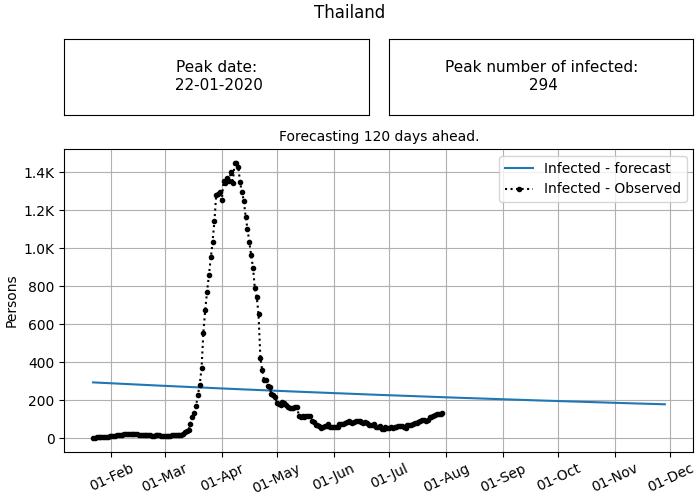 Thailand
Peak date:
22-01-2020
Peak number of infected:
294
Forecasting 120 days ahead.
Infected - forecast
Infected - Observed
1.4K
1.2K
1.0K
800
600
400
200
0
Persons
01-Feb
01-Mar
01-Apr
01-May
01-Jun
01-Jul
01-Aug
01-Sep
01-Oct
01-Nov
01-Dec